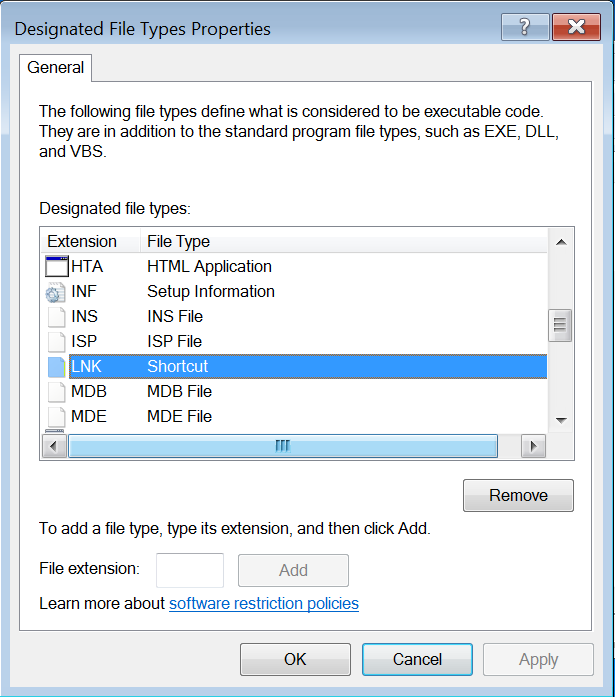 Designated File Types Properties
?
General
The following file types define what is considered to be executable code.
They are in addition to the standard program file types, such as EXE, DLL,
and VBS.
Designated file types:
Extension File Type
HTA HTML Application
INF Setup Information
INS INS File
ISP ISP File
LNK Shortcut
MDB MDB File
MDE MDE File
Remove
To add a file type, type its extension, and then click Add.
File extension: Add
Learn more about software restriction policies
OK Cancel Apply